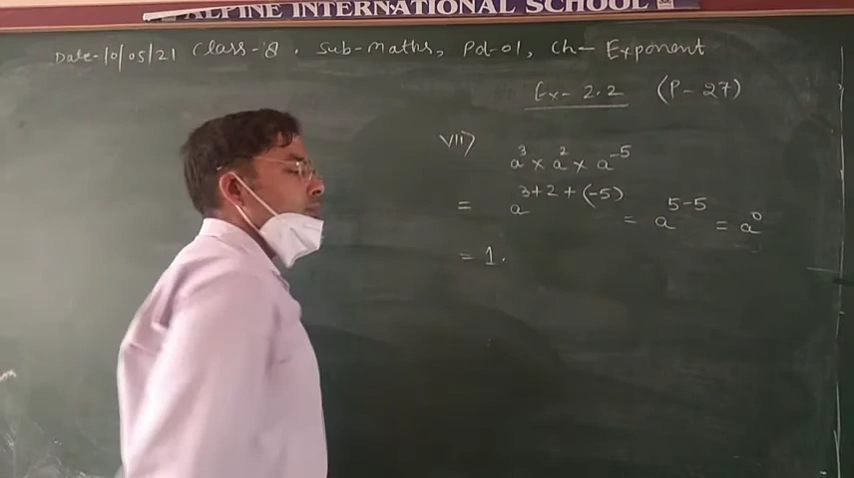 ALPINE INTERNATIONAL SCHOOL
Date-10/05/21 Class-8. Sub-Maths, Pd-01, Ch- Exponent
Ex- 2.2 (P-27)
VII) a³ × a² × a⁻⁵
= a³⁺²⁺⁽⁻⁵⁾ = a⁵⁻⁵ = a⁰
= 1.